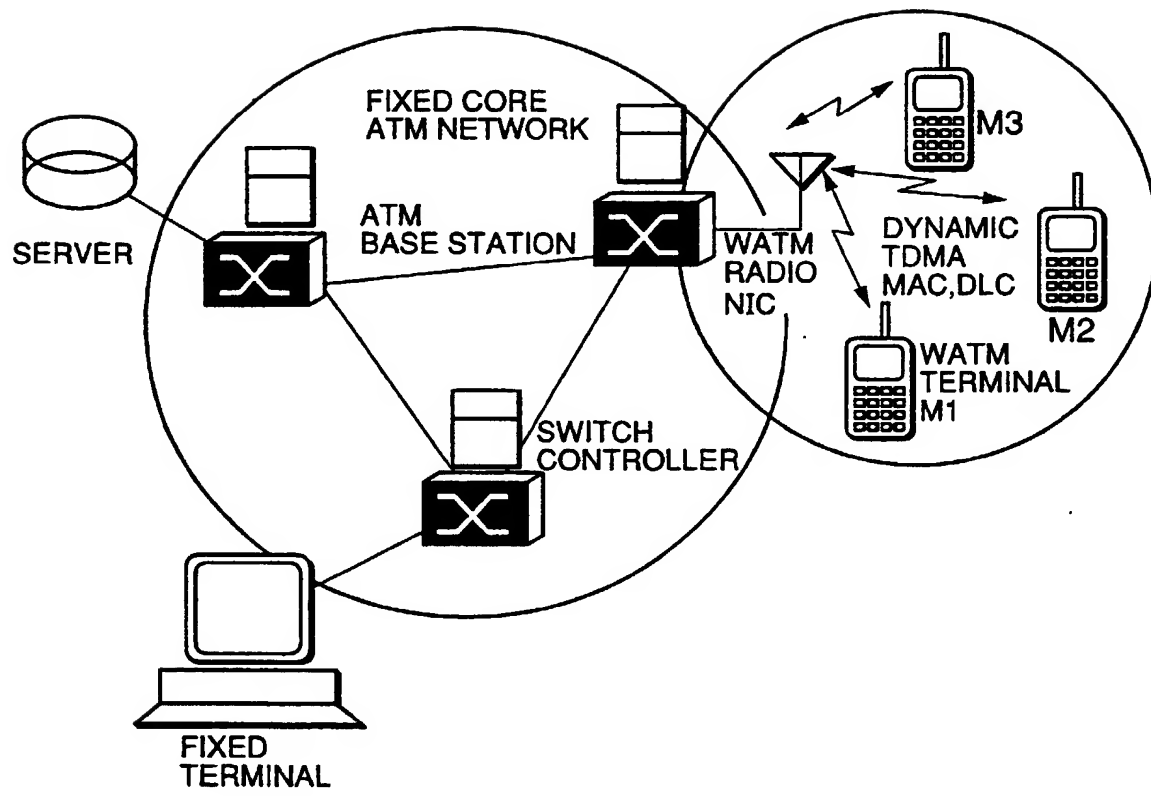 FIXED CORE
ATM NETWORK
M3
SERVER
ATM
BASE STATION
WATM
RADIO
NIC
DYNAMIC
TDMA
MAC,DLC
M2
WATM
TERMINAL
M1
SWITCH
CONTROLLER
FIXED
TERMINAL